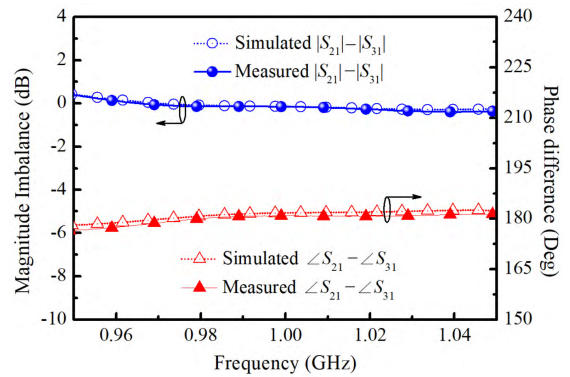 4
2
0
-2
-4
-6
-8
-10
Magnitude Imbalance (dB)
240
225
210
195
180
165
150
Phase difference (Deg)
Simulated |S21|−|S31|
Measured |S21|−|S31|
Simulated ∠S21−∠S31
Measured ∠S21−∠S31
0.96
0.98
1.00
1.02
1.04
Frequency (GHz)